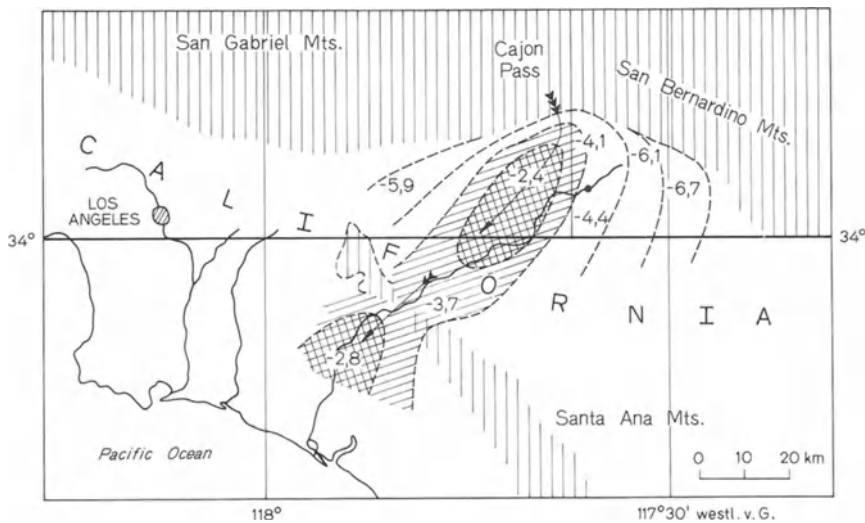 San Gabriel Mts.
Cajon
Pass
San Bernardino Mts.
CALIFORNIA
LOS
ANGELES
-5,9
-2,4
-4,1
-6,1
-6,7
-4,4
-3,7
-2,8
34°
34°
Santa Ana Mts.
Pacific Ocean
0 10 20 km
118°
117°30' westl. v. G.